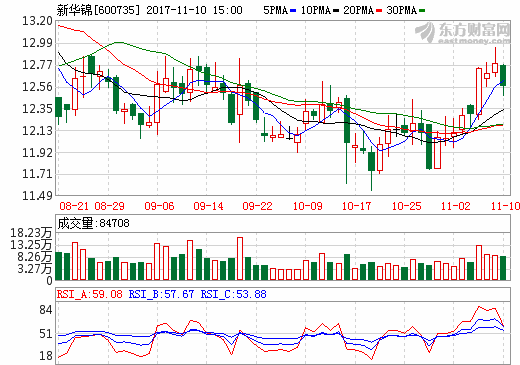 新华锦[600735] 2017-11-10 15:00 5PMA 10PMA 20PMA 30PMA
东方财富网
eastmoney.com
13.20
12.99
12.77
12.56
12.35
12.13
11.92
11.71
11.49
08-21 08-29 09-06 09-14 09-22 10-09 10-17 10-25 11-02 11-10
成交量:84708
18.23万
13.25万
8.26万
3.27万
0
RSI_A:59.08 RSI_B:57.67 RSI_C:53.88
84
51
18